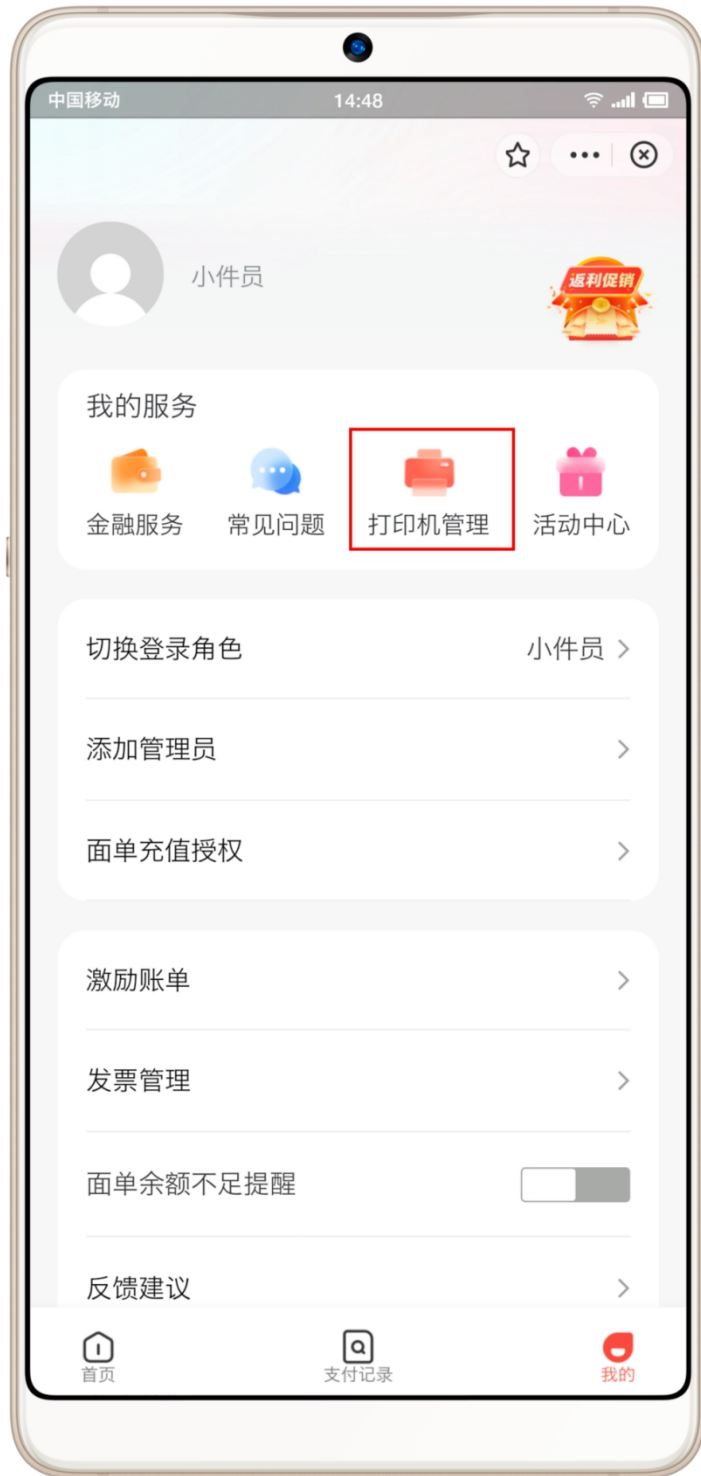 中国移动 14:48
小件员
返利促销
我的服务
金融服务 常见问题 打印机管理 活动中心
切换登录角色 小件员
添加管理员
面单充值授权
激励账单
发票管理
面单余额不足提醒
反馈建议
首页 支付记录 我的